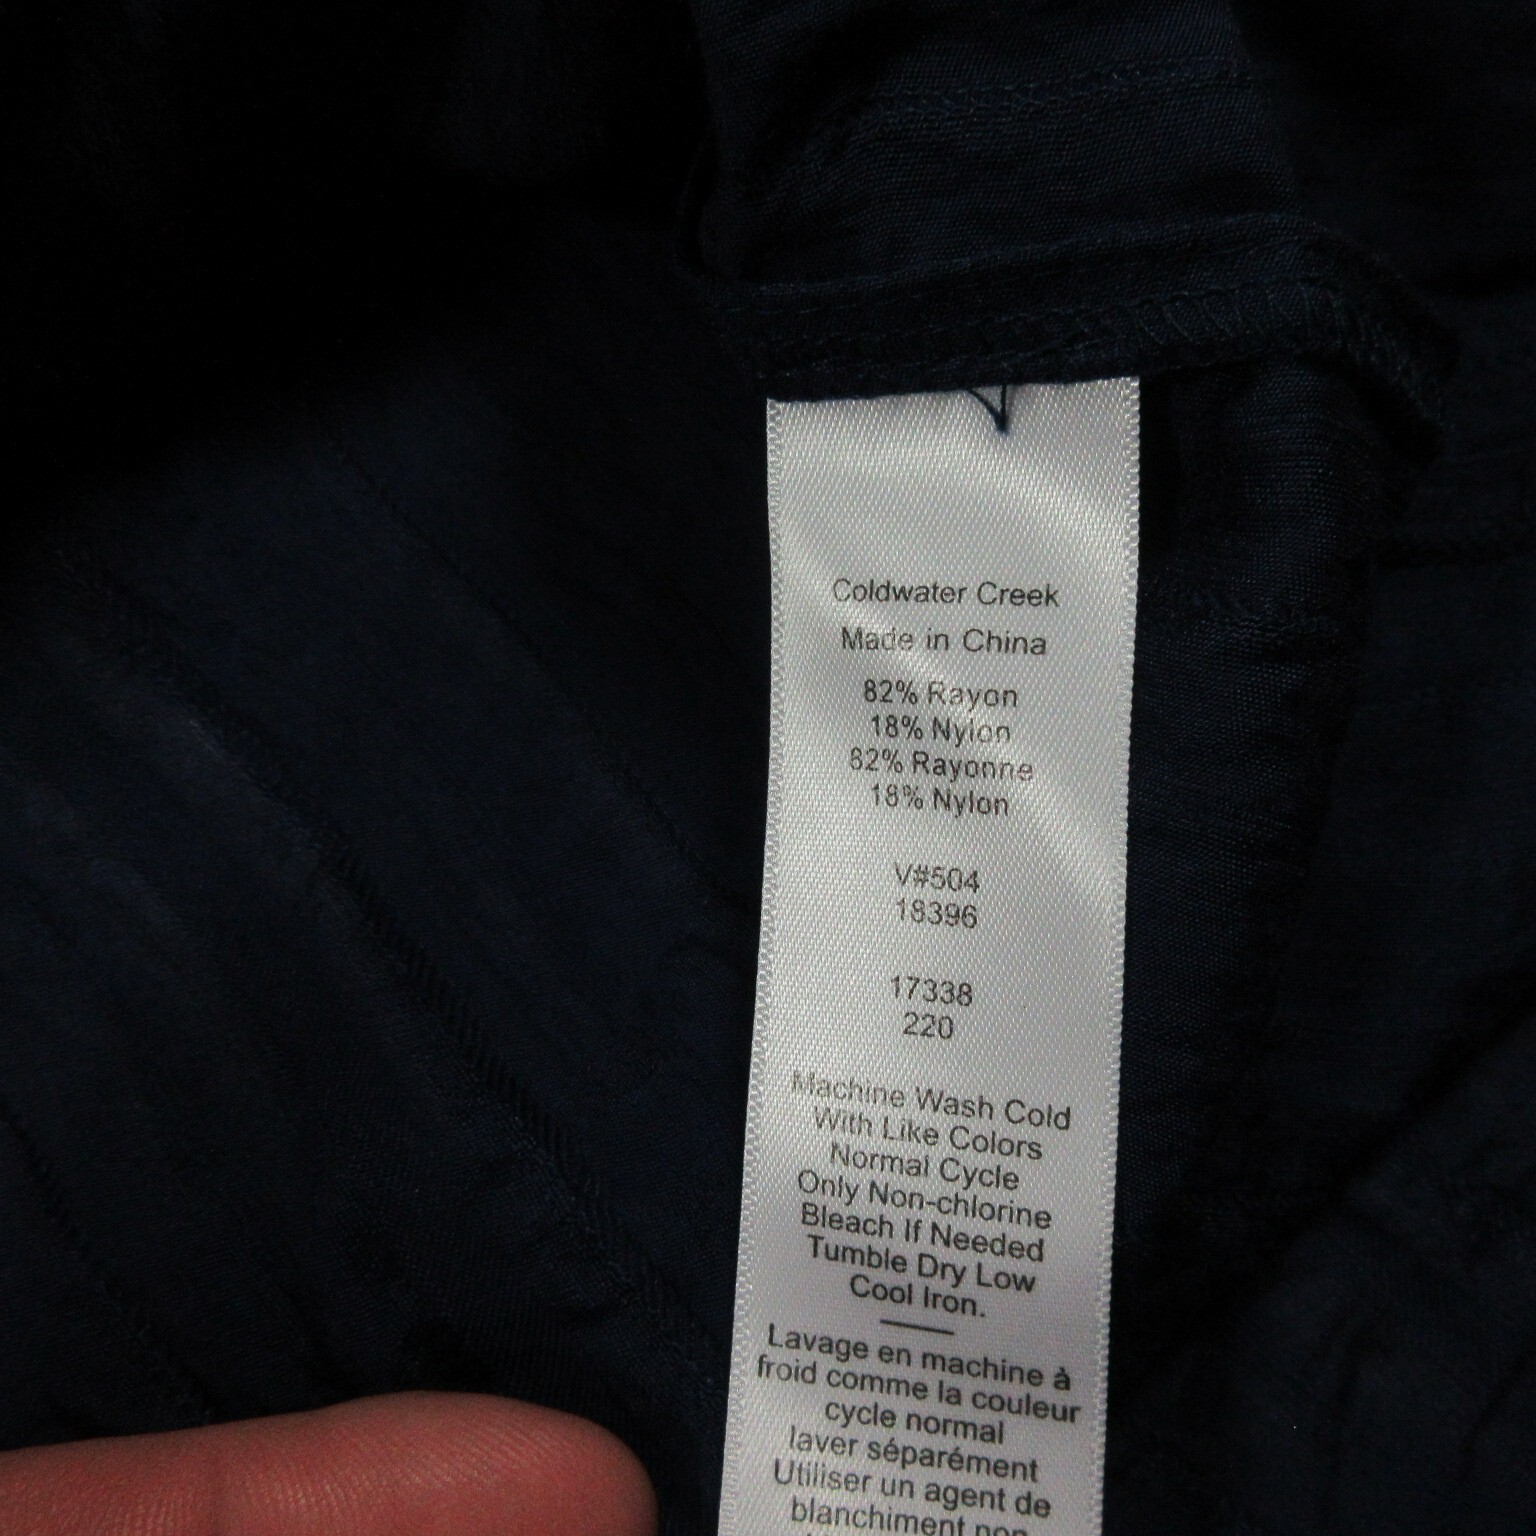 Coldwater Creek
Made in China
82% Rayon
18% Nylon
82% Rayonne
18% Nylon
V#504
18396
17338
220
Machine Wash Cold
With Like Colors
Normal Cycle
Only Non-chlorine
Bleach If Needed
Tumble Dry Low
Cool Iron.
Lavage en machine à
froid comme la couleur
cycle normal
laver séparément
Utiliser un agent de
blanchiment non